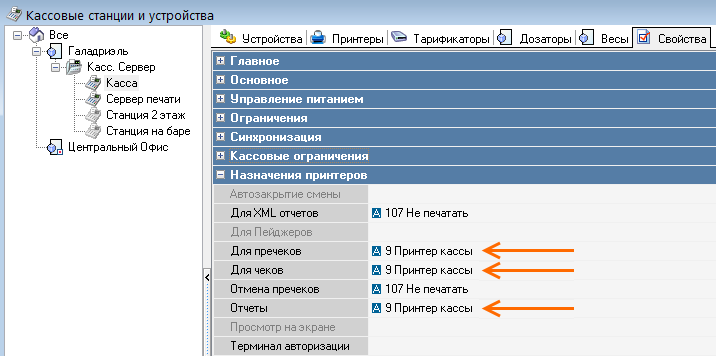 Кассовые станции и устройства
Все
Галадриэль
Касс. Сервер
Касса
Сервер печати
Станция 2 этаж
Станция на баре
Центральный Офис
Устройства Принтеры Тарификаторы Дозаторы Весы Свойства
Главное
Основное
Управление питанием
Ограничения
Синхронизация
Кассовые ограничения
Назначения принтеров
Автозакрытие смены
Для XML отчетов 107 Не печатать
Для Пейджеров
Для пречеков 9 Принтер кассы
Для чеков 9 Принтер кассы
Отмена пречеков 107 Не печатать
Отчеты 9 Принтер кассы
Просмотр на экране
Терминал авторизации